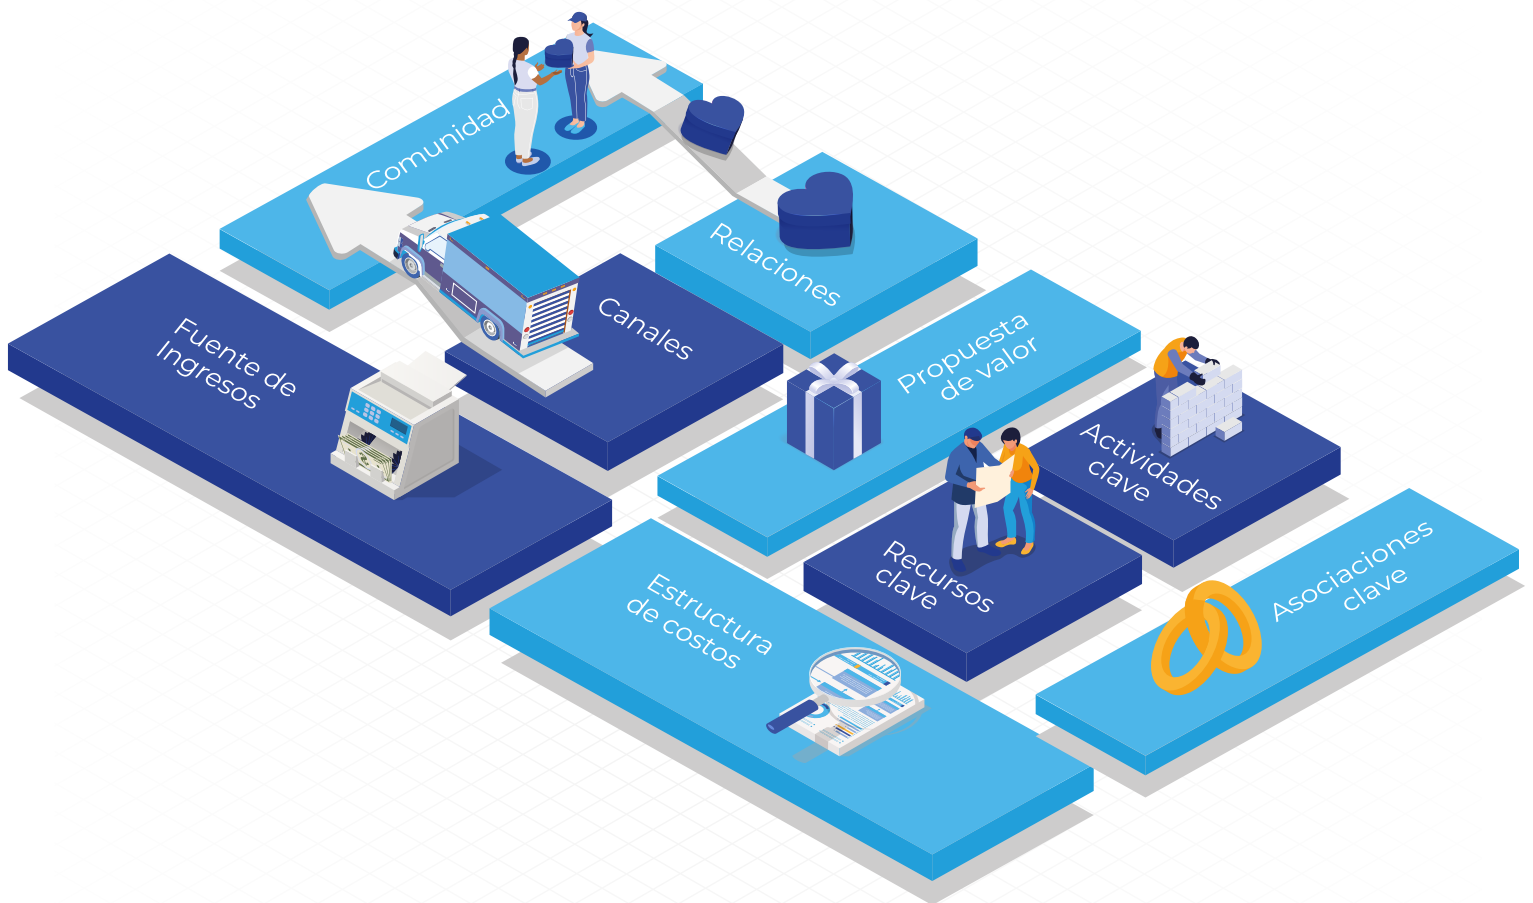 Comunidad
Relaciones
Canales
Fuente de
Ingresos
Propuesta
de valor
Actividades
clave
Recursos
clave
Asociaciones
clave
Estructura
de costos